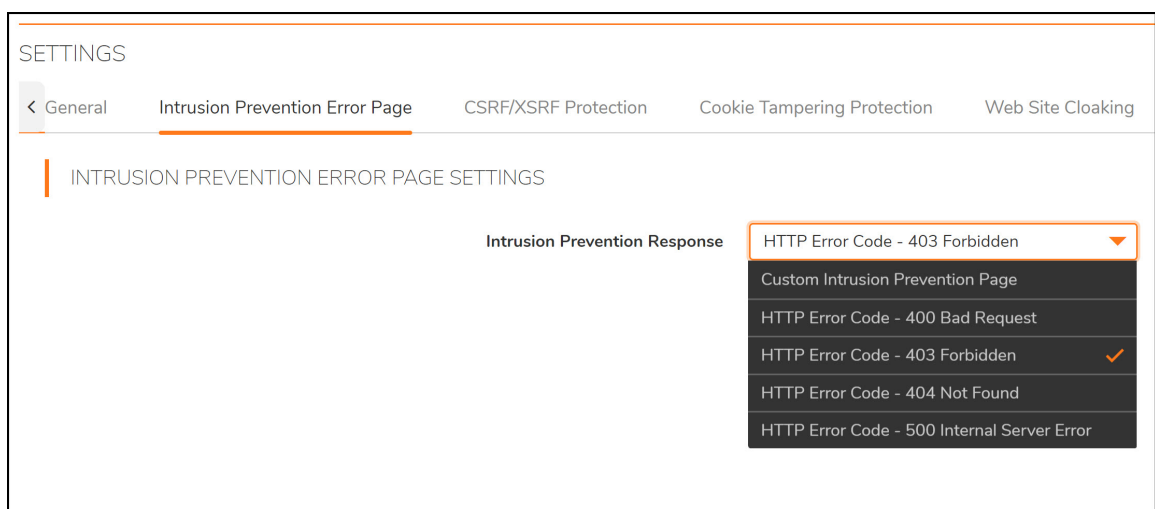 SETTINGS
General Intrusion Prevention Error Page CSRF/XSRF Protection Cookie Tampering Protection Web Site Cloaking
INTRUSION PREVENTION ERROR PAGE SETTINGS
Intrusion Prevention Response HTTP Error Code - 403 Forbidden
Custom Intrusion Prevention Page
HTTP Error Code - 400 Bad Request
HTTP Error Code - 403 Forbidden
HTTP Error Code - 404 Not Found
HTTP Error Code - 500 Internal Server Error